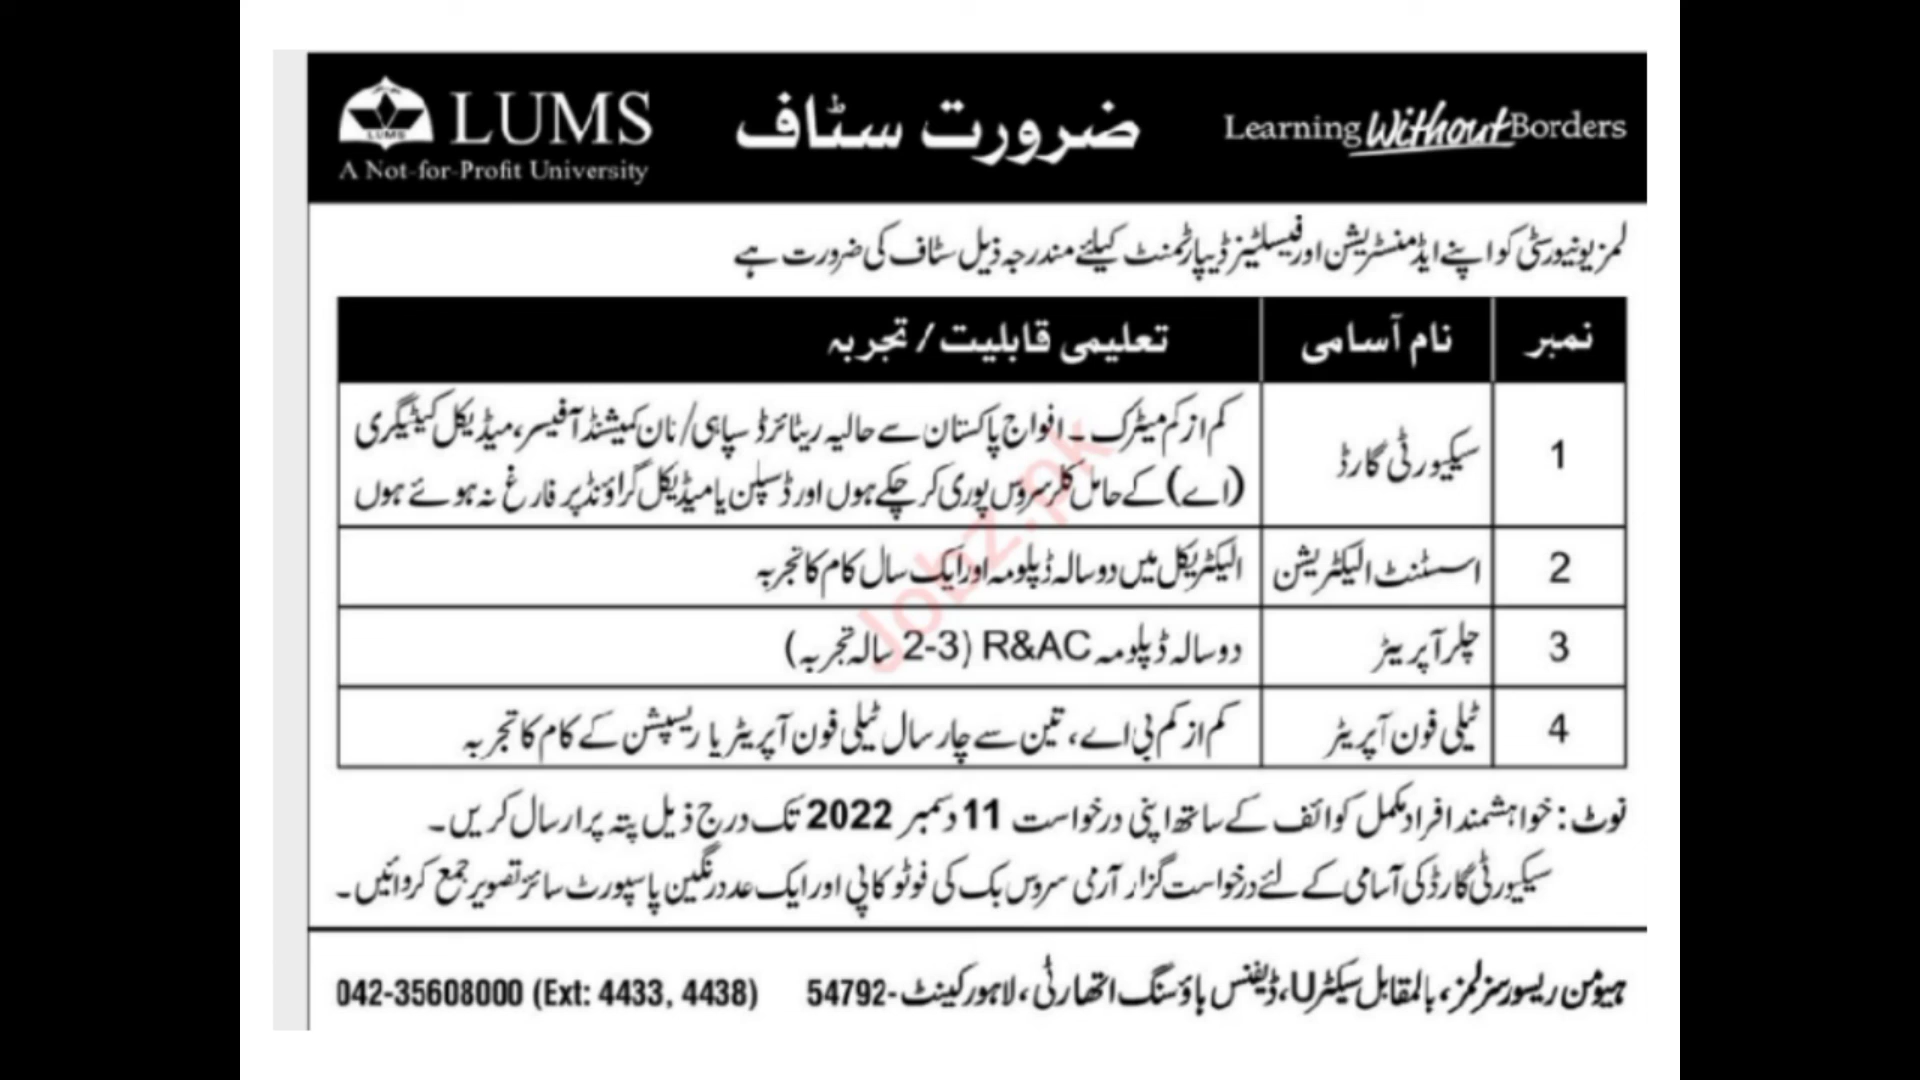 LUMS
LUMS
A Not-for-Profit University
ضرورت سٹاف
Learning Without Borders
لمز یونیورسٹی کو اپنے ایڈمنسٹریشن اور فیسلٹیز ڈیپارٹمنٹ کیلئے مندرجہ ذیل سٹاف کی ضرورت ہے
نمبر نام آسامی تعلیمی قابلیت / تجربہ
1 سیکیورٹی گارڈ کم از کم میٹرک۔ افواج پاکستان سے حالیہ ریٹائرڈ سپاہی/نان کمیشنڈ آفیسر، میڈیکل کیٹیگری
(اے) کے حامل کلر سروس پوری کر چکے ہوں اور ڈسپلن یا میڈیکل گراؤنڈ پر فارغ نہ ہوئے ہوں
2 اسسٹنٹ الیکٹریشن الیکٹریکل میں دو سالہ ڈپلومہ اور ایک سال کام کا تجربہ
3 چلر آپریٹر دو سالہ ڈپلومہ R&AC (2-3 سالہ تجربہ)
4 ٹیلی فون آپریٹر کم از کم بی اے، تین سے چار سال ٹیلی فون آپریٹر یا ریسپشن کے کام کا تجربہ
Jobz.pk
نوٹ: خواہشمند افراد مکمل کوائف کے ساتھ اپنی درخواست 11 دسمبر 2022 تک درج ذیل پتہ پر ارسال کریں۔
سیکیورٹی گارڈ کی آسامی کے لئے درخواست گزار آرمی سروس بک کی فوٹو کاپی اور ایک عدد رنگین پاسپورٹ سائز تصویر جمع کروائیں۔
ہیومن ریسورسز لمز، بالمقابل سیکٹر U، ڈیفنس ہاؤسنگ اتھارٹی، لاہور کینٹ-54792
042-35608000 (Ext: 4433, 4438)